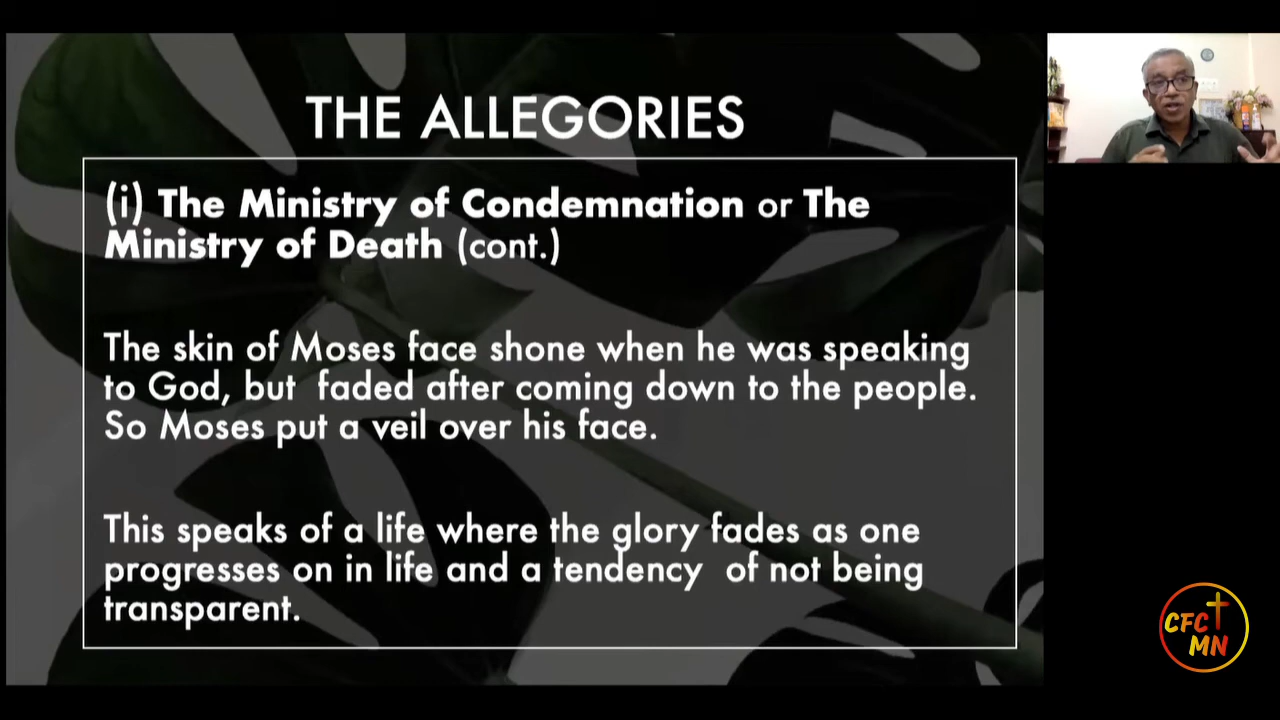 THE ALLEGORIES
(i) The Ministry of Condemnation or The
Ministry of Death (cont.)
The skin of Moses face shone when he was speaking
to God, but  faded after coming down to the people.
So Moses put a veil over his face.
This speaks of a life where the glory fades as one
progresses on in life and a tendency  of not being
transparent.
CFC
MN